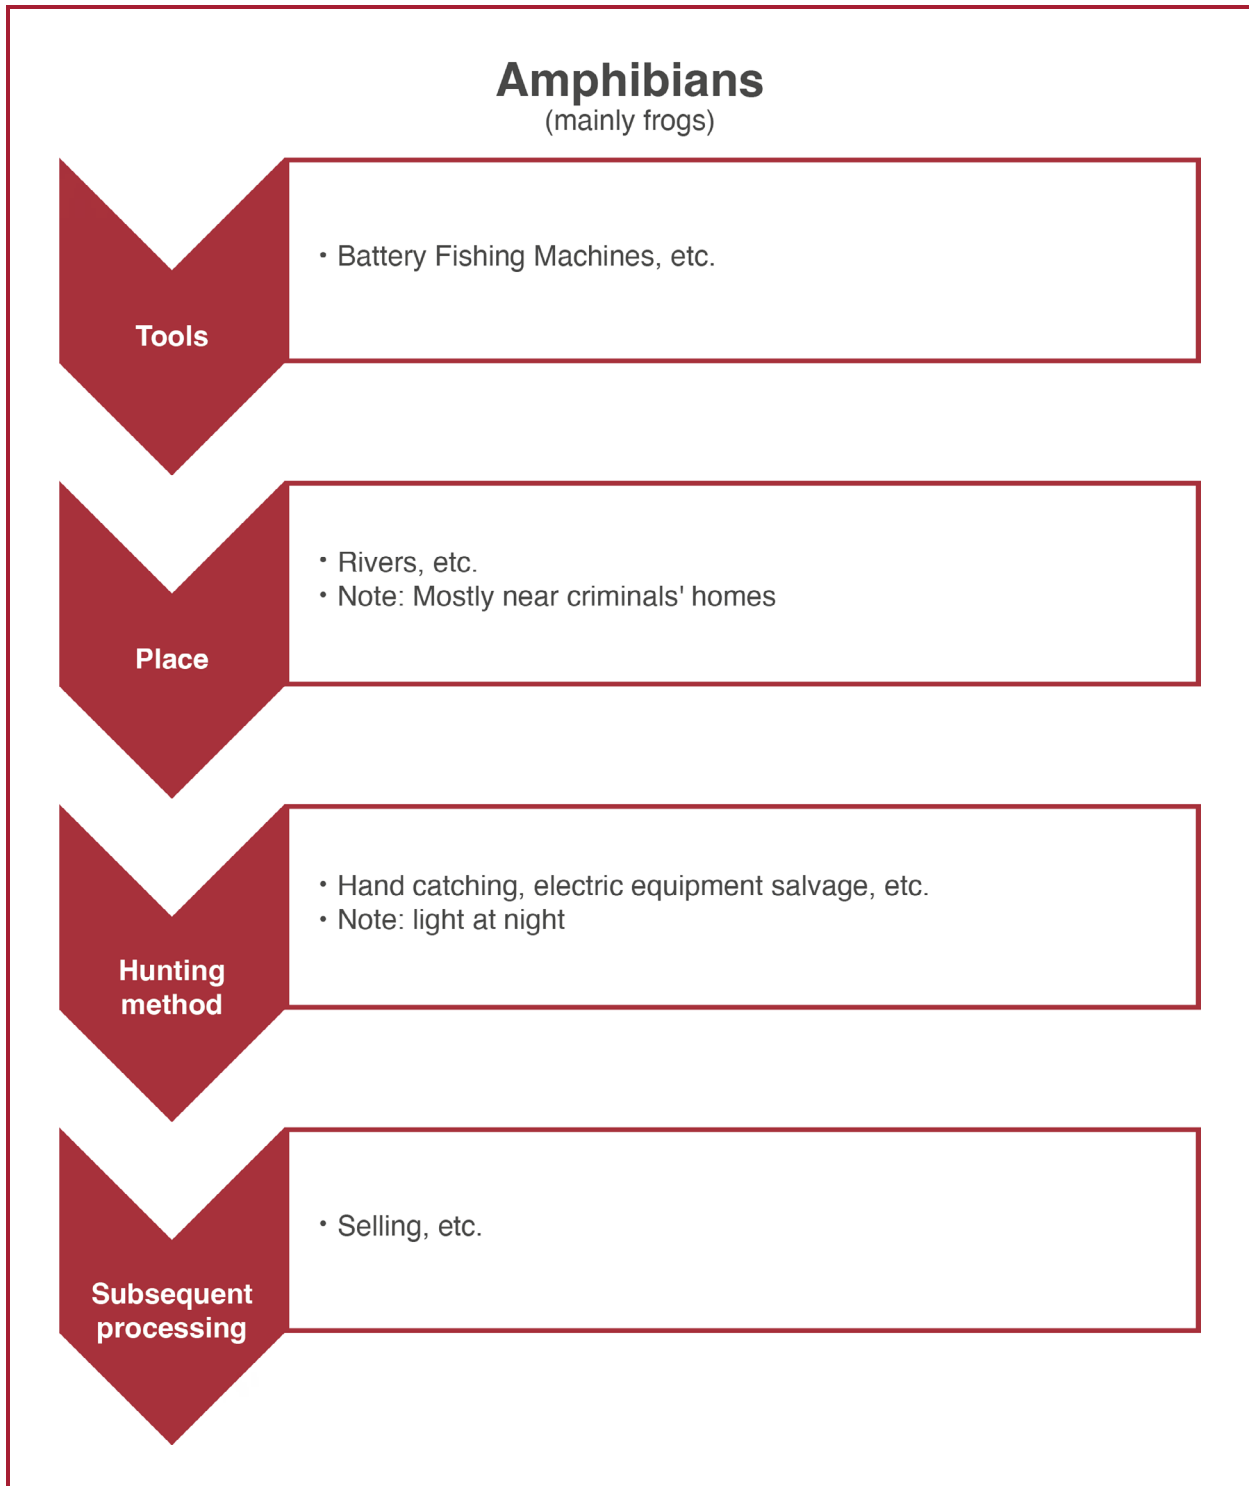 Amphibians
(mainly frogs)
Tools
• Battery Fishing Machines, etc.
Place
• Rivers, etc.
• Note: Mostly near criminals' homes
Hunting
method
• Hand catching, electric equipment salvage, etc.
• Note: light at night
Subsequent
processing
• Selling, etc.